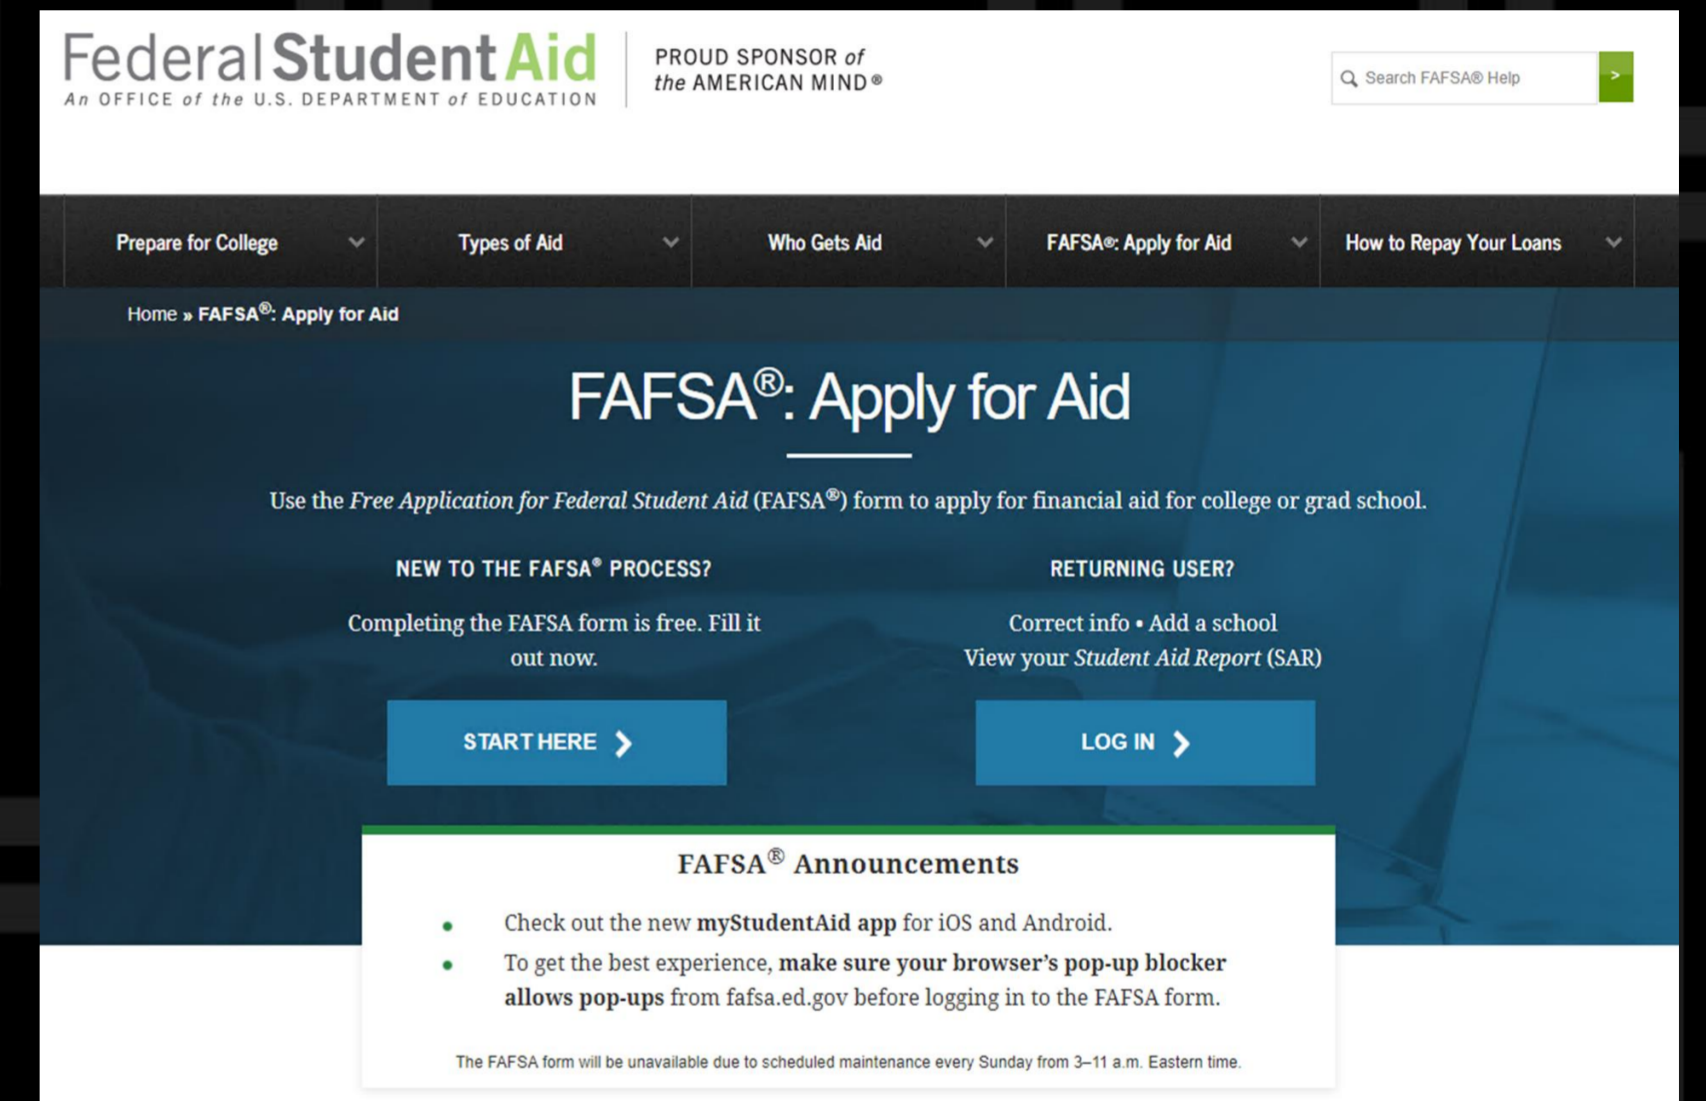 Federal Student Aid
An OFFICE of the U.S. DEPARTMENT of EDUCATION
PROUD SPONSOR of
the AMERICAN MIND®
Search FAFSA® Help
>
Prepare for College
Types of Aid
Who Gets Aid
FAFSA®: Apply for Aid
How to Repay Your Loans
Home » FAFSA®: Apply for Aid
FAFSA®: Apply for Aid
Use the Free Application for Federal Student Aid (FAFSA®) form to apply for financial aid for college or grad school.
NEW TO THE FAFSA® PROCESS?
Completing the FAFSA form is free. Fill it
out now.
START HERE
RETURNING USER?
Correct info • Add a school
View your Student Aid Report (SAR)
LOG IN
FAFSA® Announcements
• Check out the new myStudentAid app for iOS and Android.
• To get the best experience, make sure your browser's pop-up blocker
allows pop-ups from fafsa.ed.gov before logging in to the FAFSA form.
The FAFSA form will be unavailable due to scheduled maintenance every Sunday from 3–11 a.m. Eastern time.